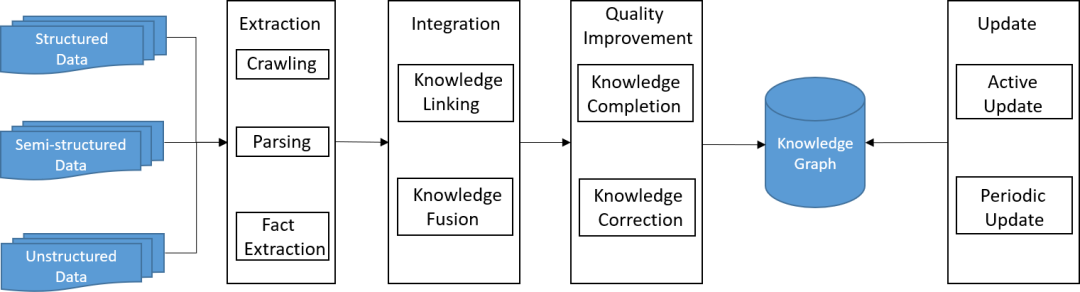 Structured
Data
Semi-structured
Data
Unstructured
Data
Extraction
Crawling
Parsing
Fact
Extraction
Integration
Knowledge
Linking
Knowledge
Fusion
Quality
Improvement
Knowledge
Completion
Knowledge
Correction
Knowledge
Graph
Update
Active
Update
Periodic
Update